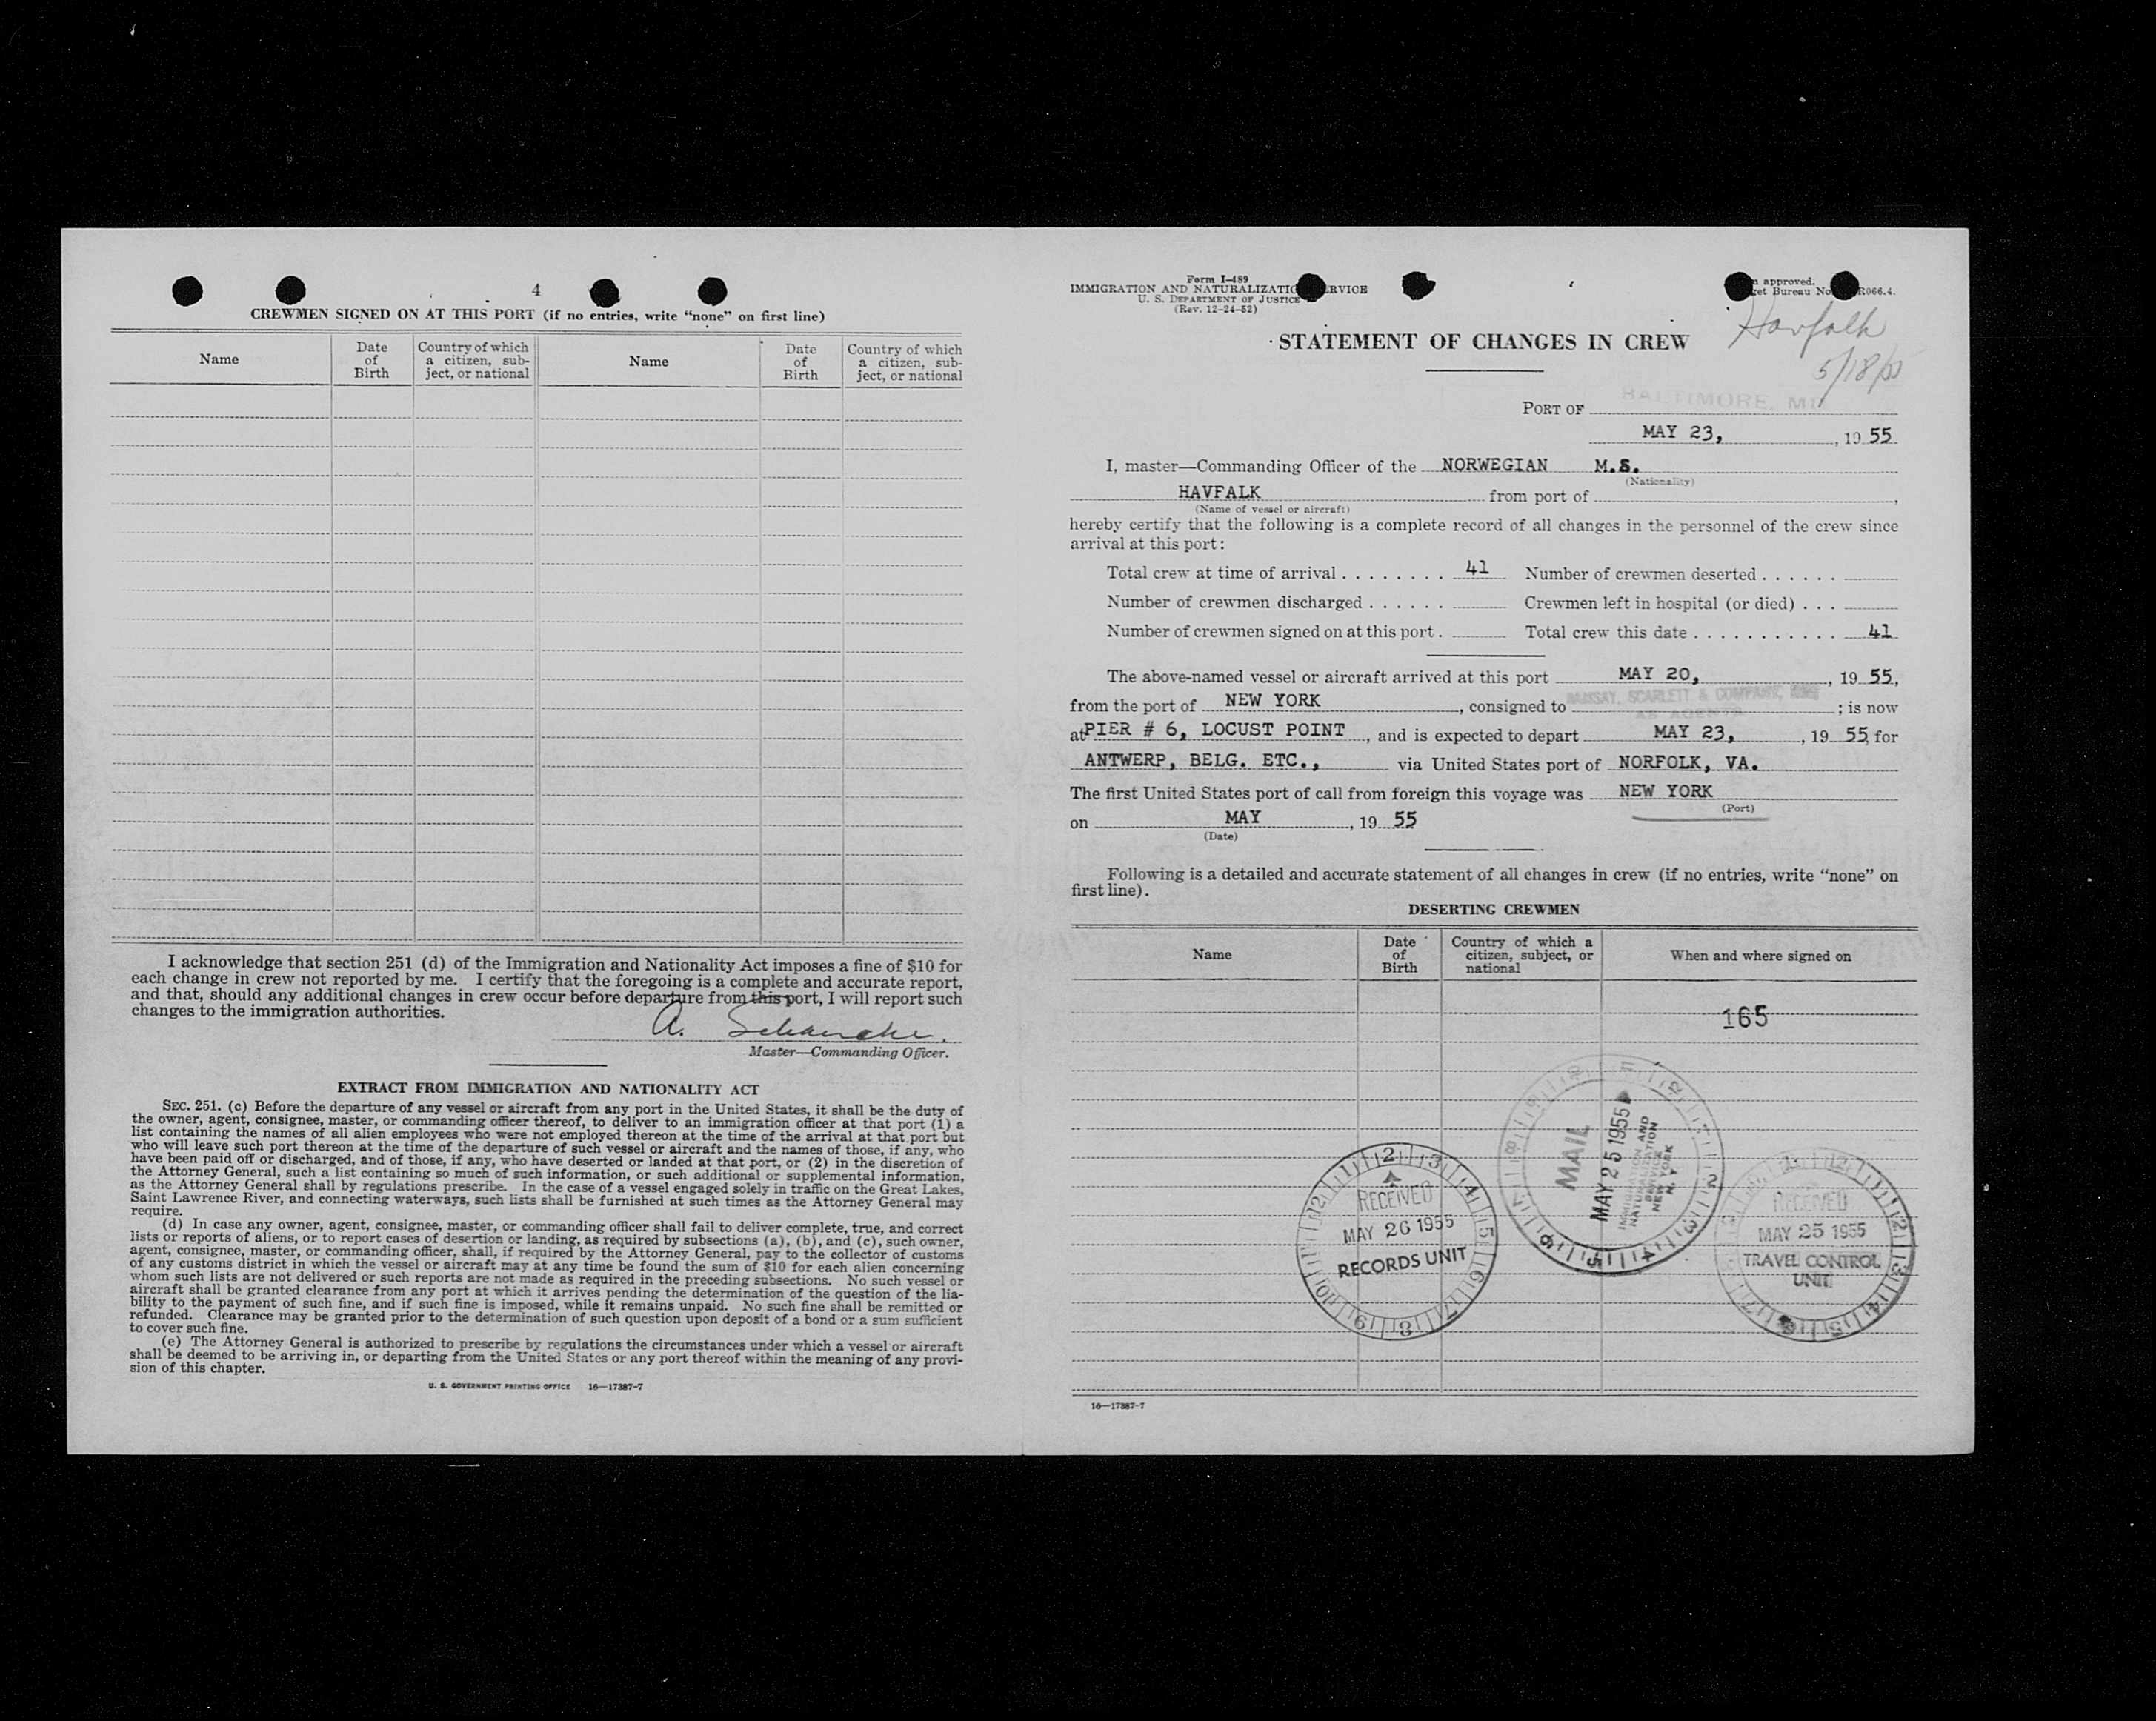 4
CREWMEN SIGNED ON AT THIS PORT (if no entries, write “none” on first line)
Name
Date of Birth
Country of which a citizen, subject, or national
Name
Date of Birth
Country of which a citizen, subject, or national
I acknowledge that section 251 (d) of the Immigration and Nationality Act imposes a fine of $10 for
each change in crew not reported by me. I certify that the foregoing is a complete and accurate report,
and that, should any additional changes in crew occur before departure from this port, I will report such
changes to the immigration authorities.
A.
Master—Commanding Officer.
EXTRACT FROM IMMIGRATION AND NATIONALITY ACT
SEC. 251. (c) Before the departure of any vessel or aircraft from any port in the United States, it shall be the duty of
the owner, agent, consignee, master, or commanding officer thereof, to deliver to an immigration officer at that port (1) a
list containing the names of all alien employees who were not employed thereon at the time of the arrival at that port but
who will leave such port thereon at the time of the departure of such vessel or aircraft and the names of those, if any, who
have been paid off or discharged, and of those, if any, who have deserted or landed at that port, or (2) in the discretion of
the Attorney General, such a list containing so much of such information, or such additional or supplemental information,
as the Attorney General shall by regulations prescribe. In the case of a vessel engaged solely in traffic on the Great Lakes,
Saint Lawrence River, and connecting waterways, such lists shall be furnished at such times as the Attorney General may
require.
(d) In case any owner, agent, consignee, master, or commanding officer shall fail to deliver complete, true, and correct
lists or reports of aliens, or to report cases of desertion or landing, as required by subsections (a), (b), and (c), such owner,
agent, consignee, master, or commanding officer, shall, if required by the Attorney General, pay to the collector of customs
of any customs district in which the vessel or aircraft may at any time be found the sum of $10 for each alien concerning
whom such lists are not delivered or such reports are not made as required in the preceding subsections. No such vessel or
aircraft shall be granted clearance from any port at which it arrives pending the determination of the question of the lia-
bility to the payment of such fine, and if such fine is imposed, while it remains unpaid. No such fine shall be remitted or
refunded. Clearance may be granted prior to the determination of such question upon deposit of a bond or a sum sufficient
to cover such fine.
(e) The Attorney General is authorized to prescribe by regulations the circumstances under which a vessel or aircraft
shall be deemed to be arriving in, or departing from the United States or any port thereof within the meaning of any provi-
sion of this chapter.
U. S. GOVERNMENT PRINTING OFFICE 16—17387-7
Form I-489
IMMIGRATION AND NATURALIZATIO RVICE
U. S. DEPARTMENT OF JUSTICE
(Rev. 12-24-52)
approved.
et Bureau No R066.4.
Havfalk
5/18/55
STATEMENT OF CHANGES IN CREW
PORT OF BALTIMORE, MD
MAY 23, , 19 55
I, master—Commanding Officer of the NORWEGIAN M.S.
(Nationality)
HAVFALK from port of ,
(Name of vessel or aircraft)
hereby certify that the following is a complete record of all changes in the personnel of the crew since
arrival at this port:
Total crew at time of arrival 41 Number of crewmen deserted
Number of crewmen discharged Crewmen left in hospital (or died)
Number of crewmen signed on at this port Total crew this date 41
The above-named vessel or aircraft arrived at this port MAY 20, , 19 55,
from the port of NEW YORK , consigned to RAMSAY, SCARLETT & COMPANY, AS AGENTS ; is now
at PIER # 6, LOCUST POINT , and is expected to depart MAY 23, , 19 55, for
ANTWERP, BELG. ETC., via United States port of NORFOLK, VA.
The first United States port of call from foreign this voyage was NEW YORK
(Port)
on MAY , 19 55
(Date)
Following is a detailed and accurate statement of all changes in crew (if no entries, write “none” on
first line).
DESERTING CREWMEN
Name
Date of Birth
Country of which a citizen, subject, or national
When and where signed on
165
MAIL
MAY 25 1955
IMMIGRATION AND
NATURALIZATION
SERVICE
NEW YORK
N. Y.
RECEIVED
MAY 26 1955
RECORDS UNIT
RECEIVED
MAY 25 1955
TRAVEL CONTROL
UNIT
16—17387-7